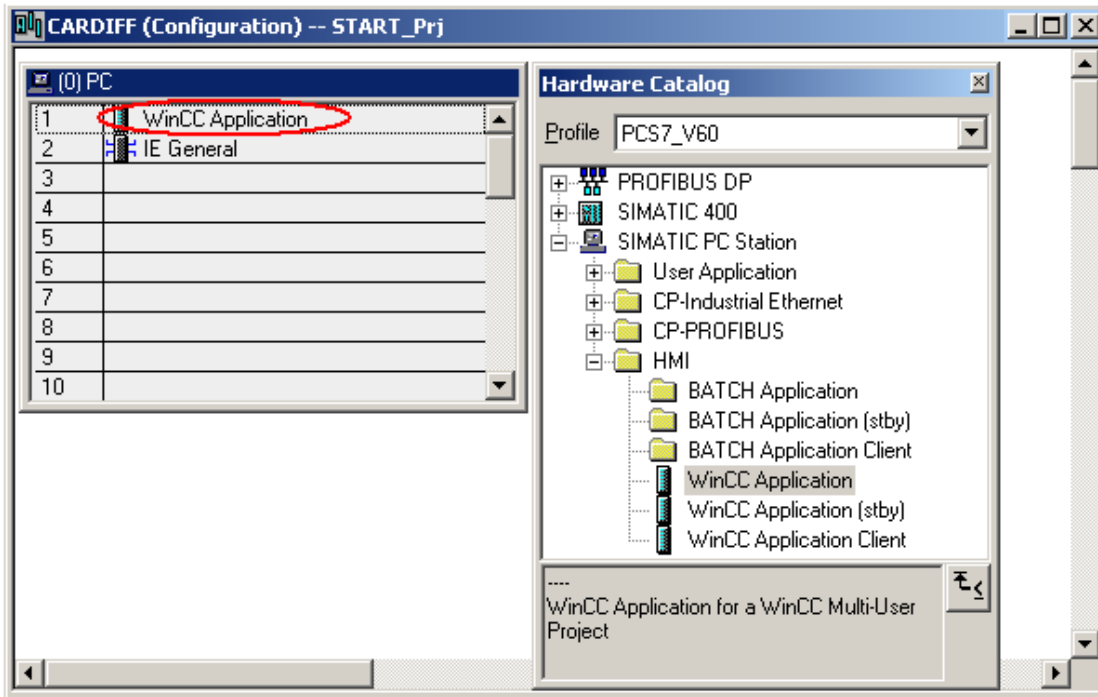 CARDIFF (Configuration) -- START_Prj
(0) PC
1 WinCC Application
2 IE General
3
4
5
6
7
8
9
10
Hardware Catalog
Profile PCS7_V60
PROFIBUS DP
SIMATIC 400
SIMATIC PC Station
User Application
CP-Industrial Ethernet
CP-PROFIBUS
HMI
BATCH Application
BATCH Application (stby)
BATCH Application Client
WinCC Application
WinCC Application (stby)
WinCC Application Client
----
WinCC Application for a WinCC Multi-User
Project